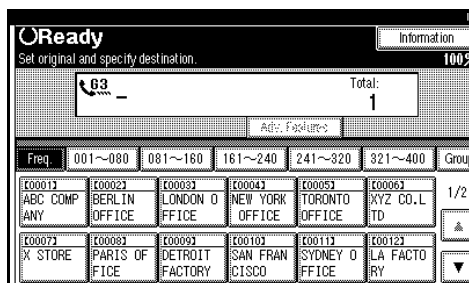 Ready
Information
Set original and specify destination.
100%
63 _
Total:
1
Adv. Features
Freq.
001~080
081~160
161~240
241~320
321~400
Group
[00001]
ABC COMP
ANY
[00002]
BERLIN
OFFICE
[00003]
LONDON O
FFICE
[00004]
NEW YORK
OFFICE
[00005]
TORONTO
OFFICE
[00006]
XYZ CO.L
TD
1/2
[00007]
X STORE
[00008]
PARIS OF
FICE
[00009]
DETROIT
FACTORY
[00010]
SAN FRAN
CISCO
[00011]
SYDNEY O
FFICE
[00012]
LA FACTO
RY